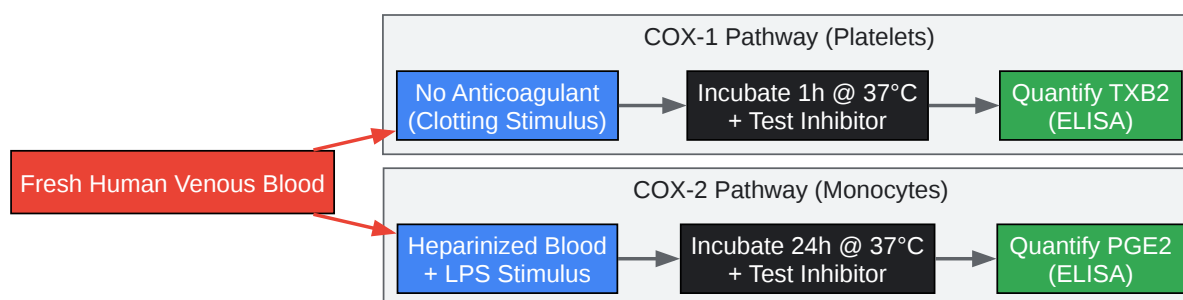 COX-1 Pathway (Platelets)
No Anticoagulant
(Clotting Stimulus)
Incubate 1h @ 37°C
+ Test Inhibitor
Quantify TXB2
(ELISA)
Fresh Human Venous Blood
COX-2 Pathway (Monocytes)
Heparinized Blood
+ LPS Stimulus
Incubate 24h @ 37°C
+ Test Inhibitor
Quantify PGE2
(ELISA)